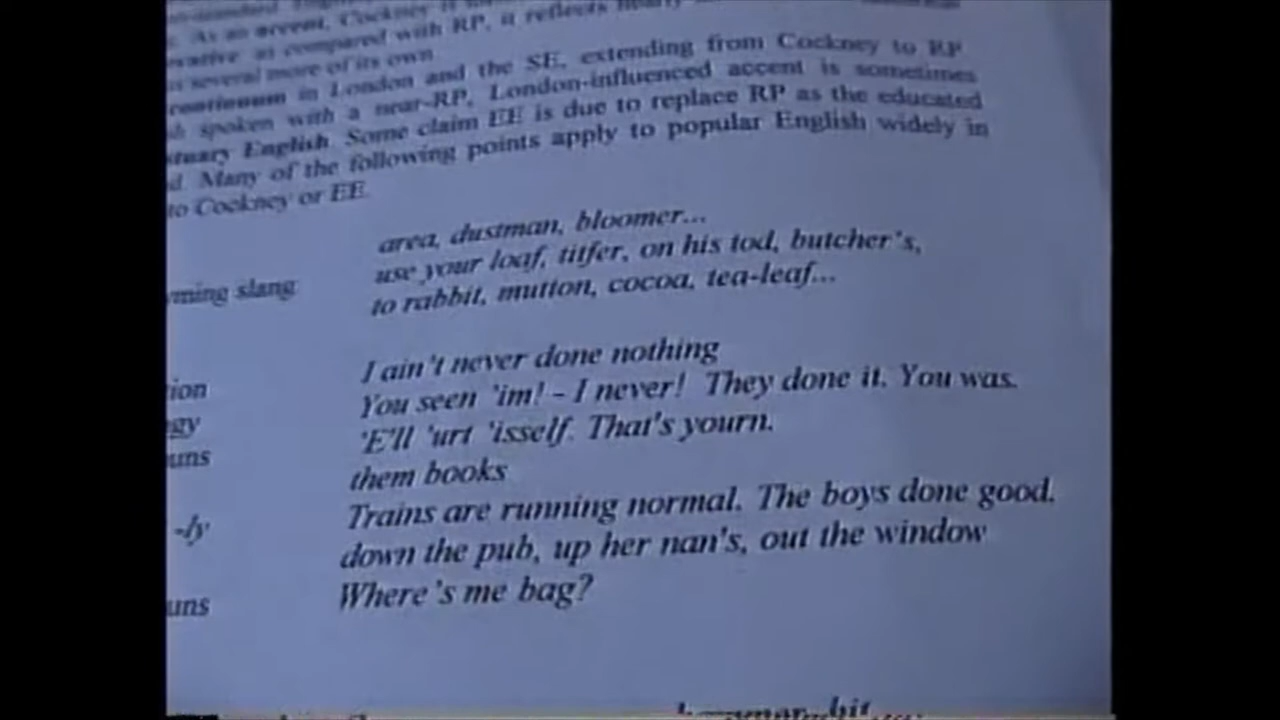 As an accent, Cockney is
as compared with RP, it reflects
several more of its own
continuum in London and the SE, extending from Cockney to RP
spoken with a near-RP, London-influenced accent is sometimes
tuary English. Some claim EE is due to replace RP as the educated
d. Many of the following points apply to popular English widely in
to Cockney or EE.
area, dustman, bloomer...
yming slang use your loaf, titfer, on his tod, butcher's,
to rabbit, mutton, cocoa, tea-leaf...
tion I ain't never done nothing
gy You seen 'im! - I never! They done it. You was.
uns 'E'll 'urt 'isself. That's yourn.
them books
-ly Trains are running normal. The boys done good.
down the pub, up her nan's, out the window
uns Where's me bag?